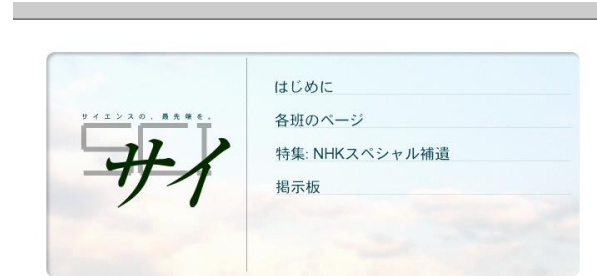 サイエンスの、最先端を。
SCI
サイ
はじめに
各班のページ
特集: NHKスペシャル補遺
掲示板